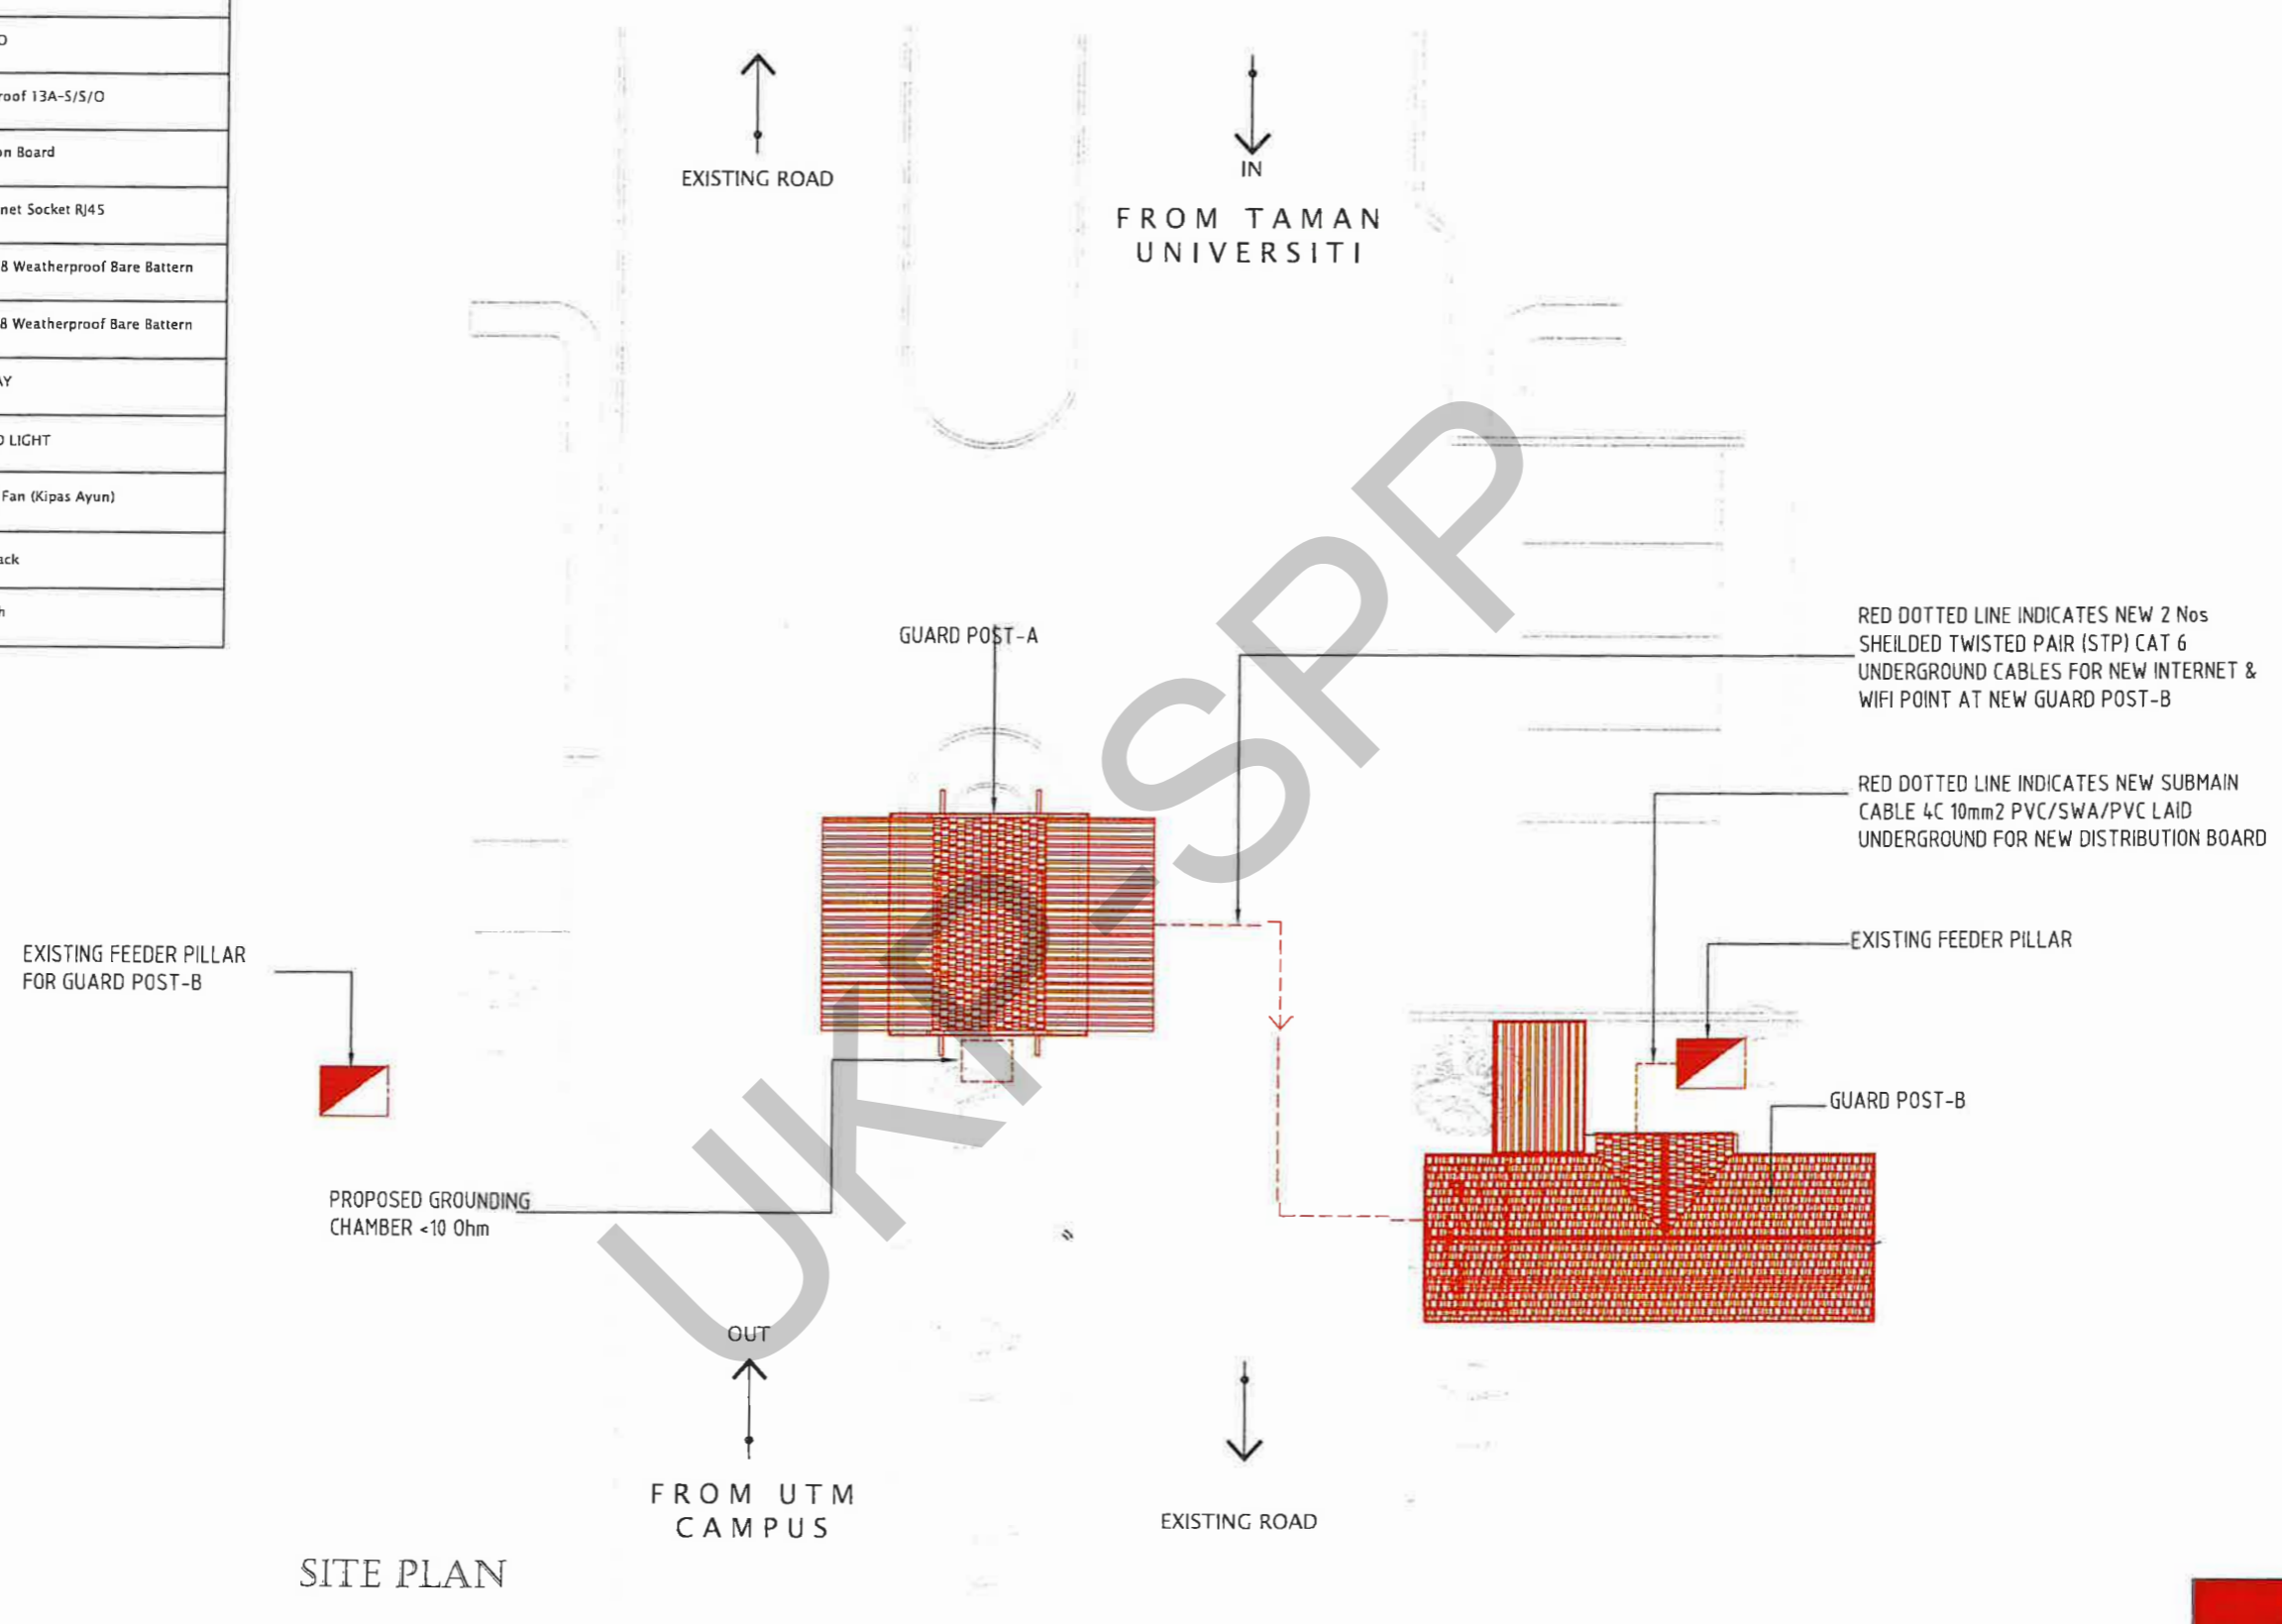 O
roof 13A-S/S/O
on Board
net Socket RJ45
8 Weatherproof Bare Battern
8 Weatherproof Bare Battern
AY
D LIGHT
Fan (Kipas Ayun)
ack
h
EXISTING ROAD
IN
FROM TAMAN
UNIVERSITI
GUARD POST-A
RED DOTTED LINE INDICATES NEW 2 Nos
SHEILDED TWISTED PAIR (STP) CAT 6
UNDERGROUND CABLES FOR NEW INTERNET &
WIFI POINT AT NEW GUARD POST-B
RED DOTTED LINE INDICATES NEW SUBMAIN
CABLE 4C 10mm2 PVC/SWA/PVC LAID
UNDERGROUND FOR NEW DISTRIBUTION BOARD
EXISTING FEEDER PILLAR
FOR GUARD POST-B
EXISTING FEEDER PILLAR
GUARD POST-B
PROPOSED GROUNDING
CHAMBER <10 Ohm
OUT
FROM UTM
CAMPUS
EXISTING ROAD
SITE PLAN